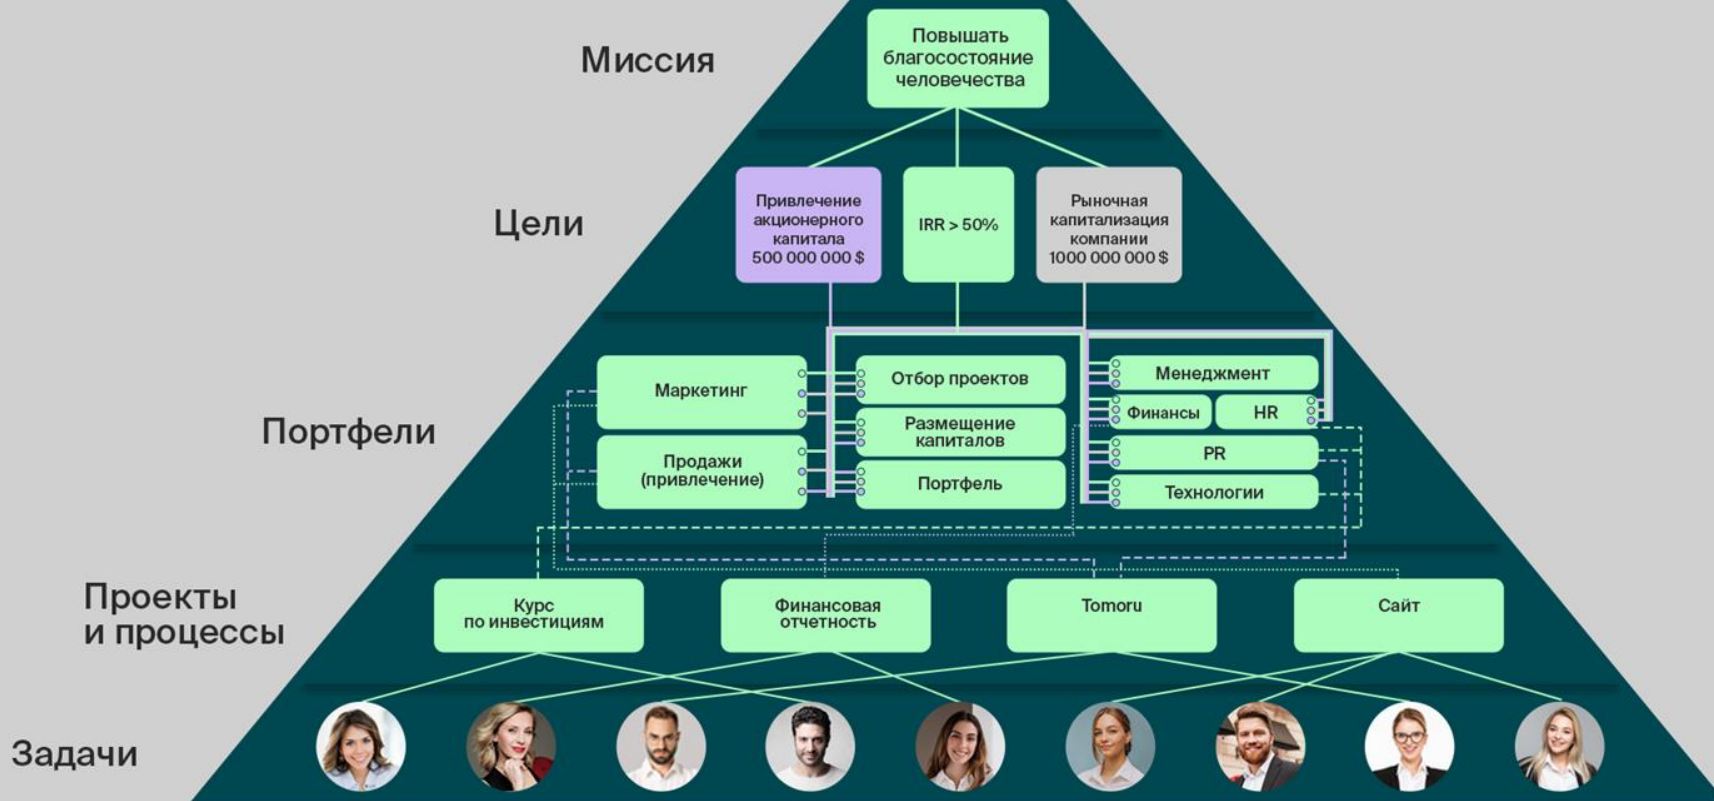 Миссия
Повышать
благосостояние
человечества
Цели
Привлечение
акционерного
капитала
500 000 000 $
IRR > 50%
Рыночная
капитализация
компании
1000 000 000 $
Портфели
Маркетинг
Продажи
(привлечение)
Отбор проектов
Размещение
капиталов
Портфель
Менеджмент
Финансы
HR
PR
Технологии
Проекты
и процессы
Курс
по инвестициям
Финансовая
отчетность
Tomoru
Сайт
Задачи